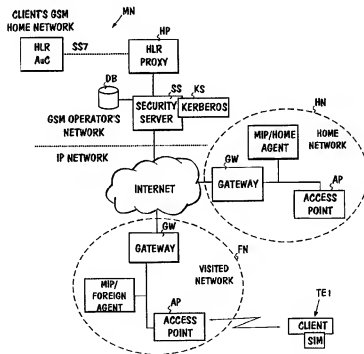 CLIENT'S GSM
HOME NETWORK
MN
HLR
AuC
SS7
HP
HLR
PROXY
DB
SS
KS
SECURITY
SERVER
KERBEROS
GSM OPERATOR'S
NETWORK
IP NETWORK
HN
MIP/HOME
AGENT
HOME
NETWORK
GW
GATEWAY
AP
ACCESS
POINT
INTERNET
GW
GATEWAY
FN
VISITED
NETWORK
MIP/
FOREIGN
AGENT
AP
ACCESS
POINT
TE1
CLIENT
SIM